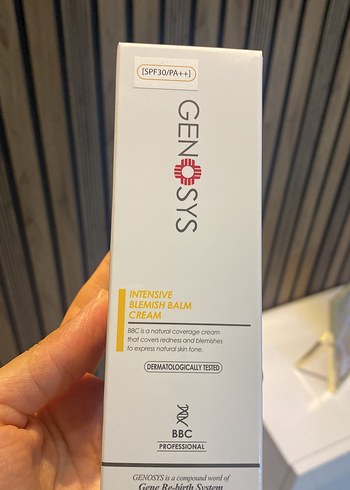 [SPF30/PA++]
GENOSYS
INTENSIVE
BLEMISH BALM
CREAM
BBC is a natural coverage cream
that covers redness and blemishes
to express natural skin tone.
DERMATOLOGICALLY TESTED
BBC
PROFESSIONAL
GENOSYS is a compound word of
Gene Re-birth System